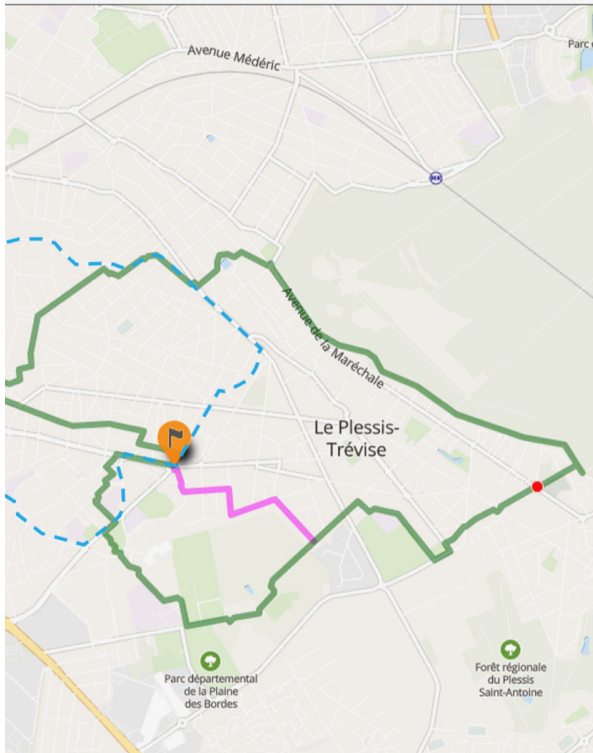 Avenue Médéric
Parc
Avenue de la Maréchale
Le Plessis-
Trévise
Parc départemental
de la Plaine
des Bordes
Forêt régionale
du Plessis
Saint-Antoine